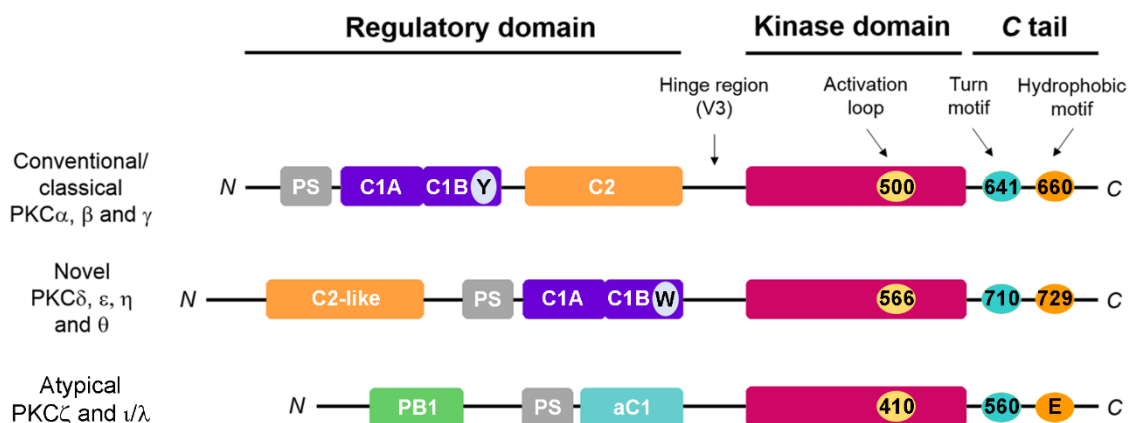 Regulatory domain
Kinase domain
C tail
Hinge region
(V3)
Activation
loop
Turn
motif
Hydrophobic
motif
Conventional/
classical
PKCα, β and γ
N PS C1A C1B Y C2 500 641 660 C
Novel
PKCδ, ε, η
and θ
N C2-like PS C1A C1B W 566 710 729 C
Atypical
PKCζ and ι/λ
N PB1 PS aC1 410 560 E C